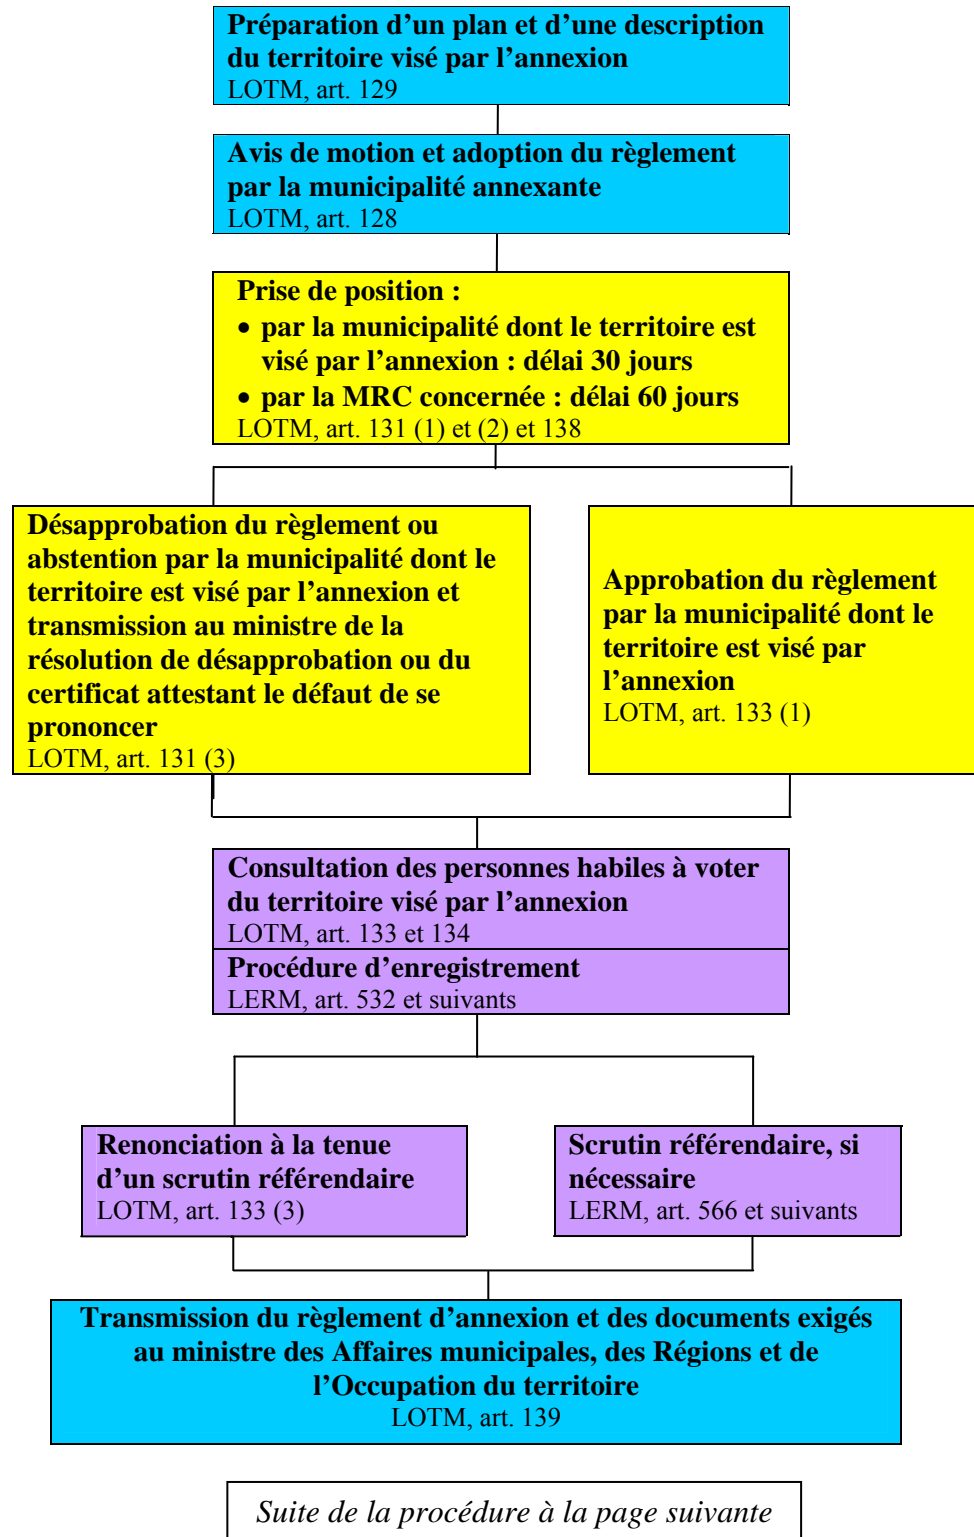 Préparation d’un plan et d’une description
du territoire visé par l’annexion
LOTM, art. 129
Avis de motion et adoption du règlement
par la municipalité annexante
LOTM, art. 128
Prise de position :
• par la municipalité dont le territoire est
visé par l’annexion : délai 30 jours
• par la MRC concernée : délai 60 jours
LOTM, art. 131 (1) et (2) et 138
Désapprobation du règlement ou
abstention par la municipalité dont le
territoire est visé par l’annexion et
transmission au ministre de la
résolution de désapprobation ou du
certificat attestant le défaut de se
prononcer
LOTM, art. 131 (3)
Approbation du règlement
par la municipalité dont le
territoire est visé par
l’annexion
LOTM, art. 133 (1)
Consultation des personnes habiles à voter
du territoire visé par l’annexion
LOTM, art. 133 et 134
Procédure d’enregistrement
LERM, art. 532 et suivants
Renonciation à la tenue
d’un scrutin référendaire
LOTM, art. 133 (3)
Scrutin référendaire, si
nécessaire
LERM, art. 566 et suivants
Transmission du règlement d’annexion et des documents exigés
au ministre des Affaires municipales, des Régions et de
l’Occupation du territoire
LOTM, art. 139
Suite de la procédure à la page suivante